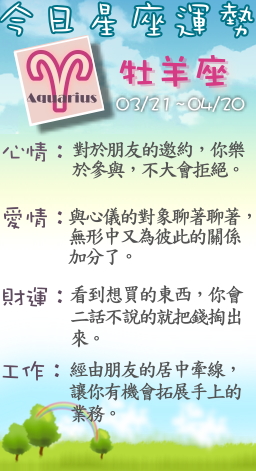 今日星座運勢
Aquarius
牡羊座
03/21~04/20
心情：對於朋友的邀約，你樂
於參與，不大會拒絕。
愛情：與心儀的對象聊著聊著，
無形中又為彼此的關係
加分了。
財運：看到想買的東西，你會
二話不說的就把錢掏出
來。
工作：經由朋友的居中牽線，
讓你有機會拓展手上的
業務。